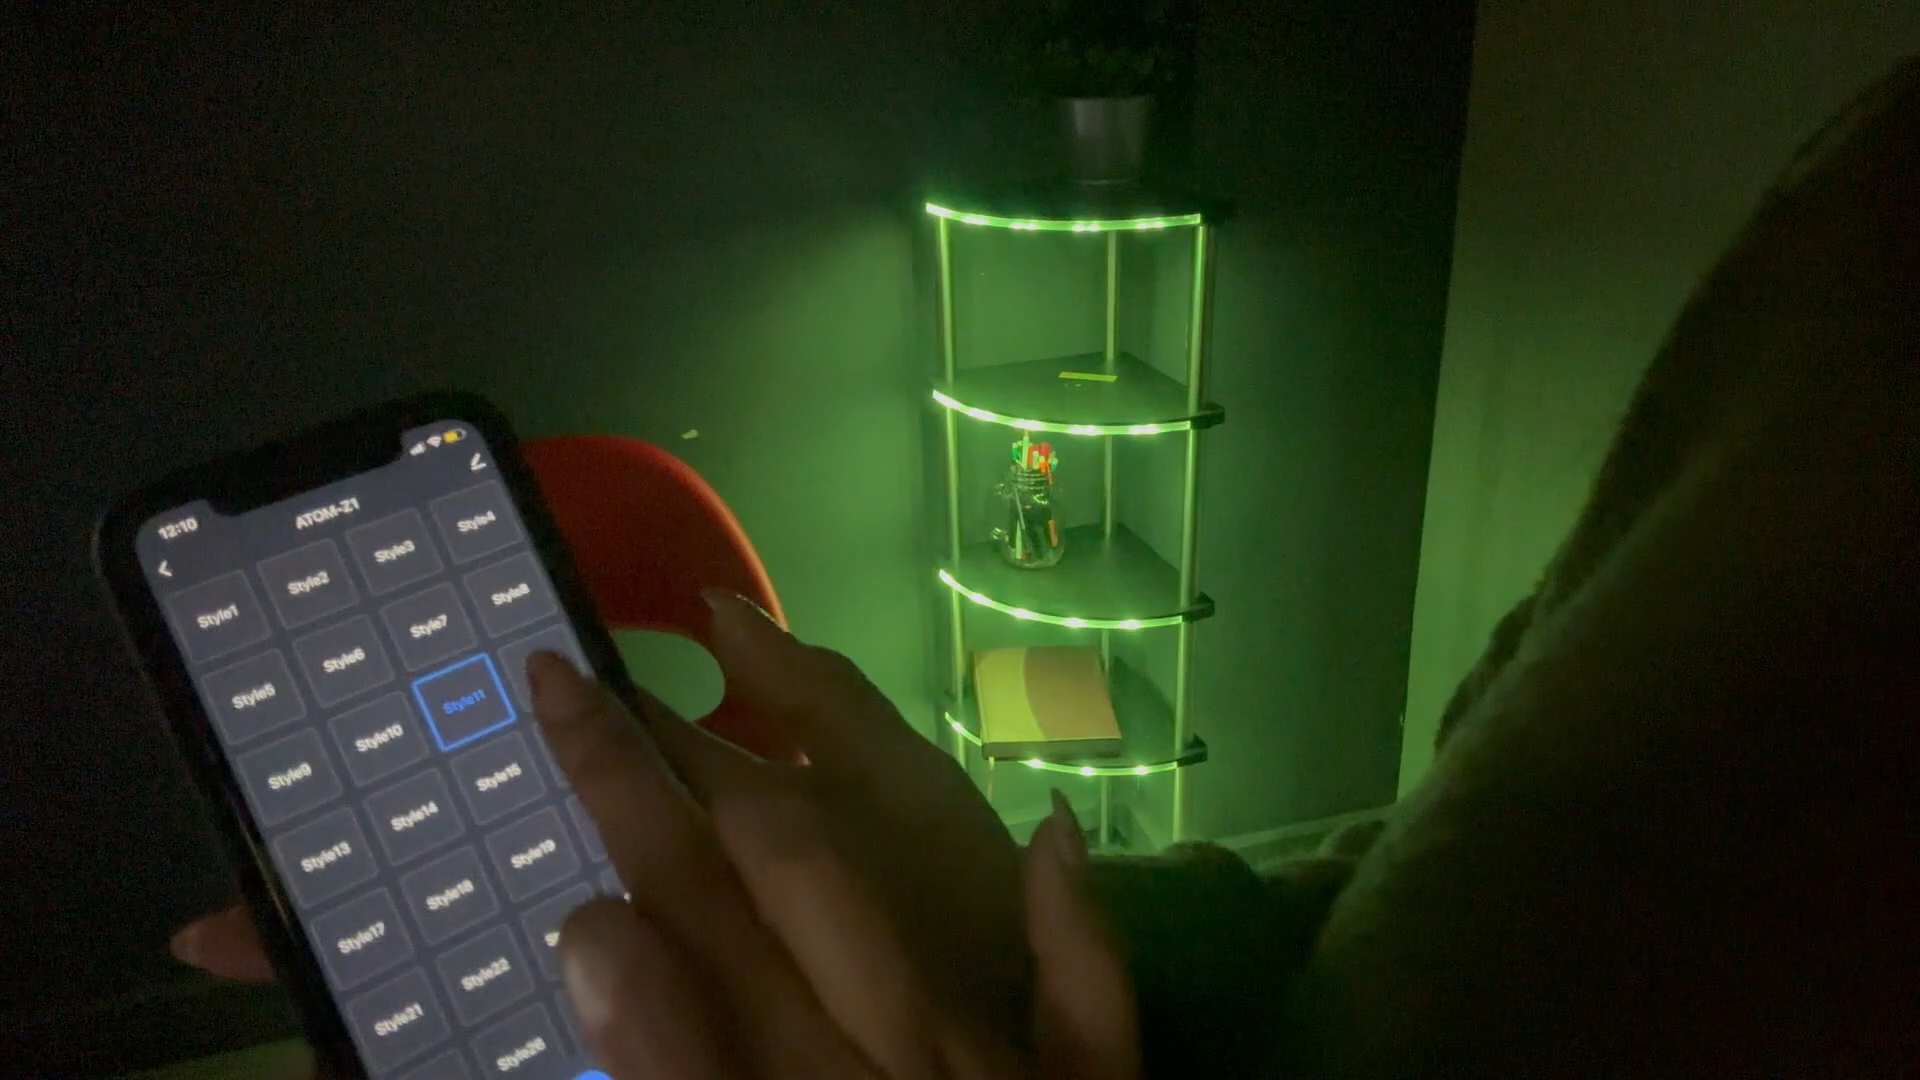 12:10
ATOM-Z1
Style1 Style2 Style3 Style4
Style5 Style6 Style7 Style8
Style9 Style10 Style11
Style13 Style14 Style15
Style17 Style18 Style19
Style21 Style22
Style26